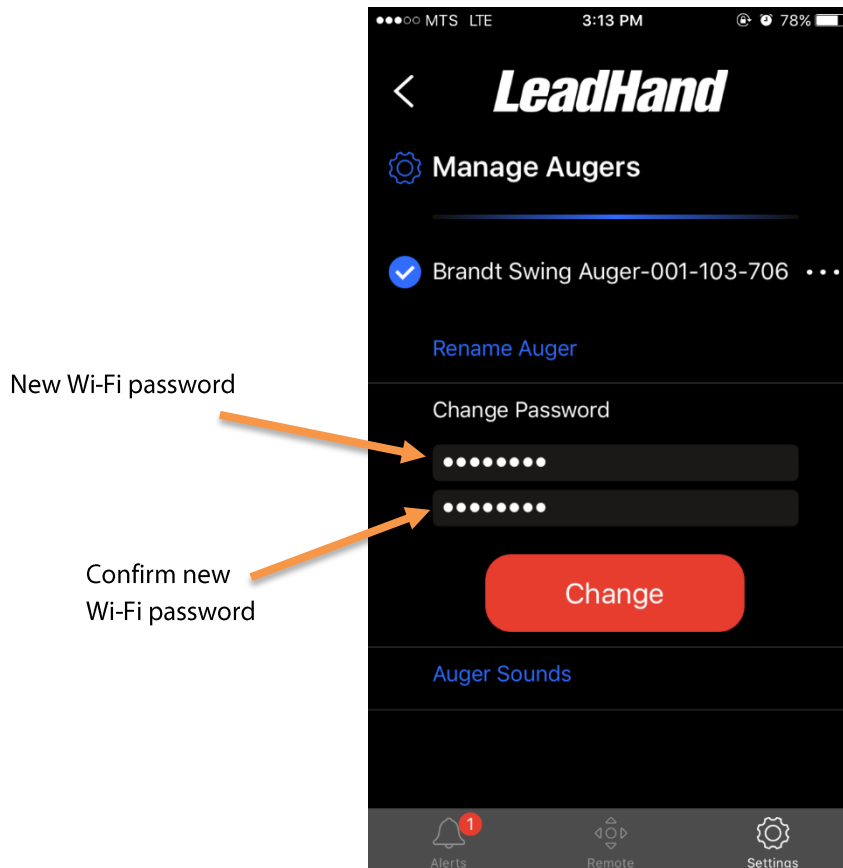 MTS LTE 3:13 PM 78%
LeadHand
Manage Augers
Brandt Swing Auger-001-103-706 •••
Rename Auger
New Wi-Fi password
Change Password
••••••••
••••••••
Confirm new
Wi-Fi password
Change
Auger Sounds
1
Alerts Remote Settings